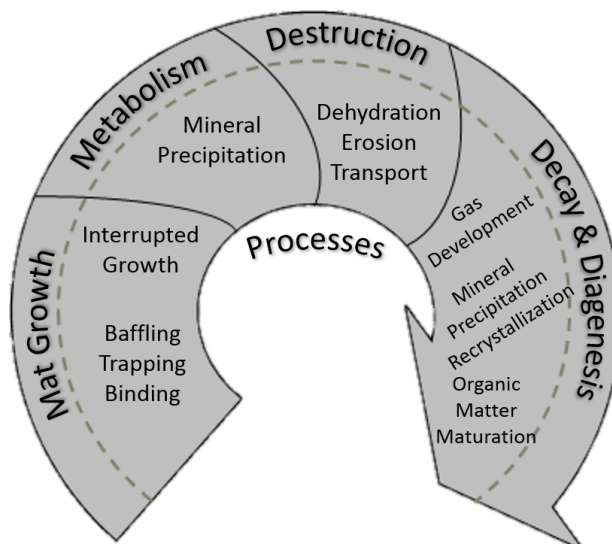 Processes
Mat Growth
Interrupted
Growth
Baffling
Trapping
Binding
Metabolism
Mineral
Precipitation
Destruction
Dehydration
Erosion
Transport
Decay & Diagenesis
Gas
Development
Mineral
Precipitation
Recrystallization
Organic
Matter
Maturation